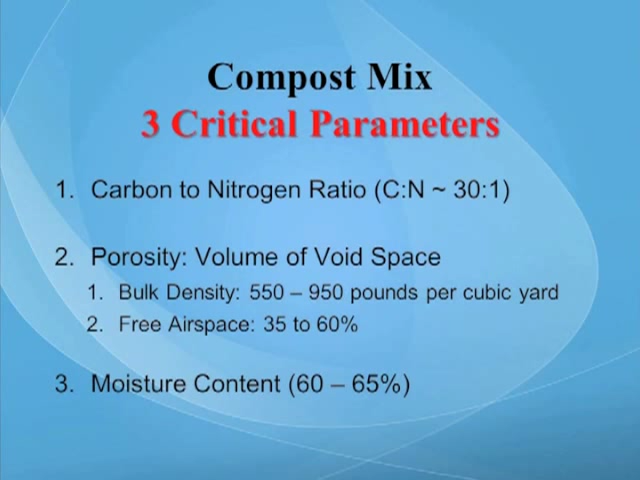 Compost Mix
3 Critical Parameters
1. Carbon to Nitrogen Ratio (C:N ~ 30:1)
2. Porosity: Volume of Void Space
1. Bulk Density: 550 – 950 pounds per cubic yard
2. Free Airspace: 35 to 60%
3. Moisture Content (60 – 65%)